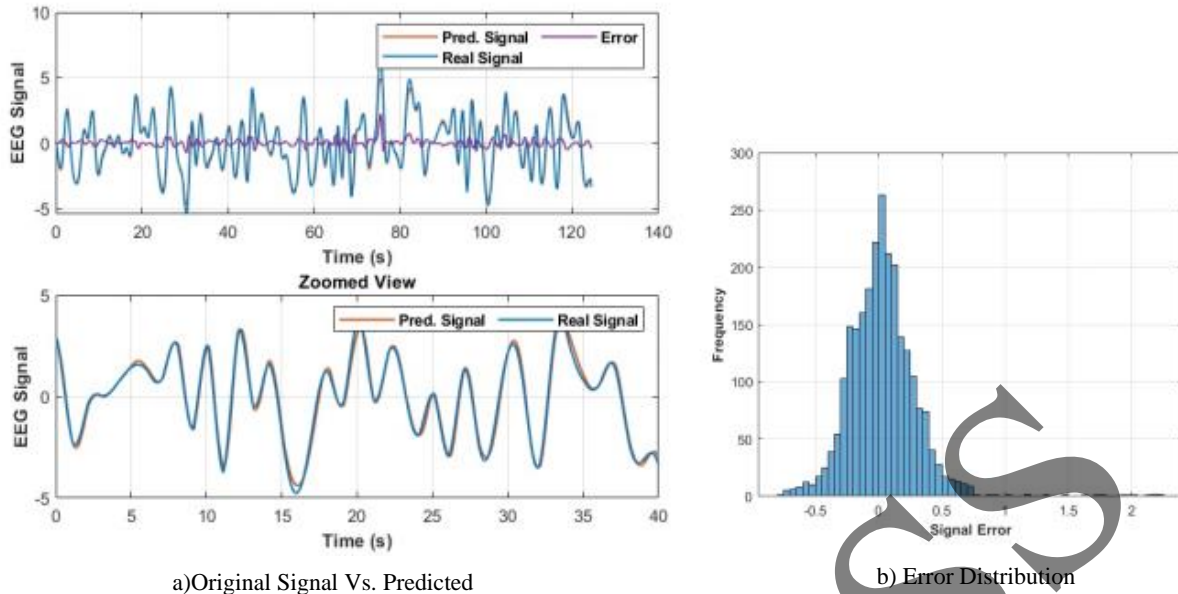 10
5
0
-5
EEG Signal
Pred. Signal
Error
Real Signal
0 20 40 60 80 100 120 140
Time (s)
Zoomed View
5
0
-5
EEG Signal
Pred. Signal
Real Signal
0 5 10 15 20 25 30 35 40
Time (s)
a)Original Signal Vs. Predicted
300
250
200
150
100
50
0
Frequency
-0.5 0 0.5 1 1.5 2
Signal Error
b) Error Distribution